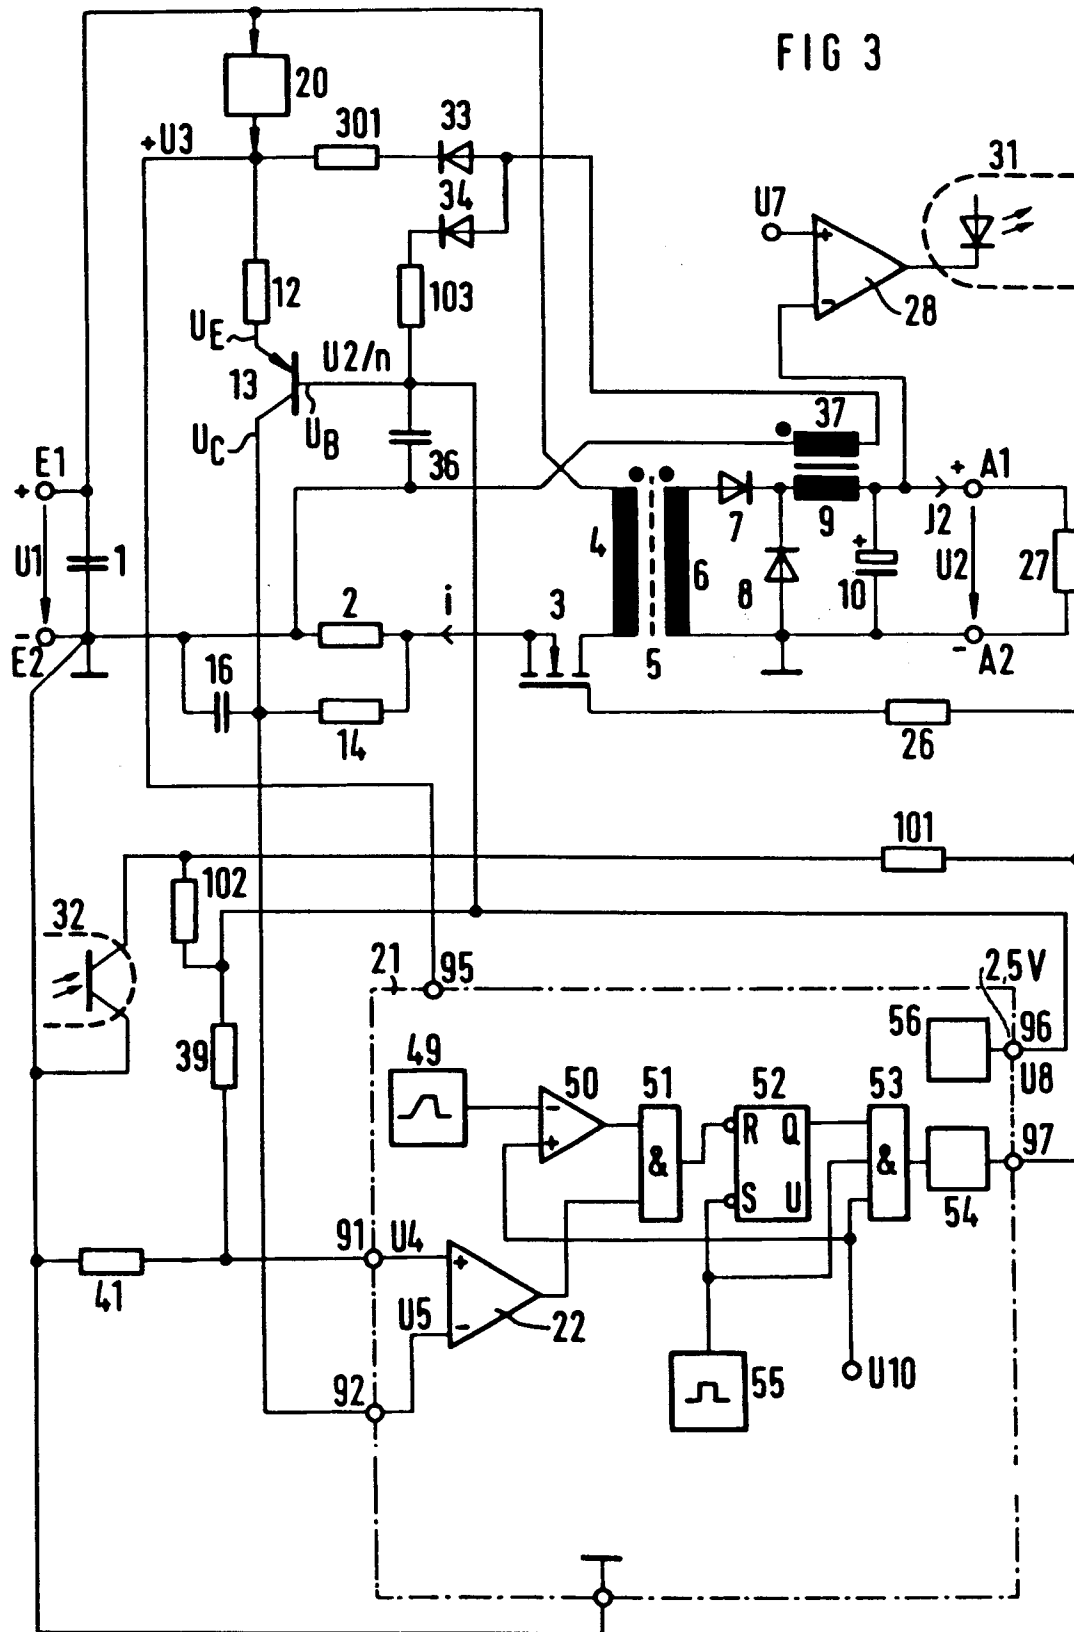 FIG 3
20
+U3
301
33
34
31
U7
+
-
28
12
103
UE
U2/n
13
UB
UC
36
37
E1
+
+
A1
4
7
9
J2
U1
1
6
8
+
10
U2
27
2
i
3
-
E2
5
-
A2
16
14
26
101
102
32
21
95
2,5V
56
96
39
49
50
51
52
53
U8
-
+
&
R
Q
&
97
S
U
54
91
U4
+
41
U5
-
22
92
55
U10